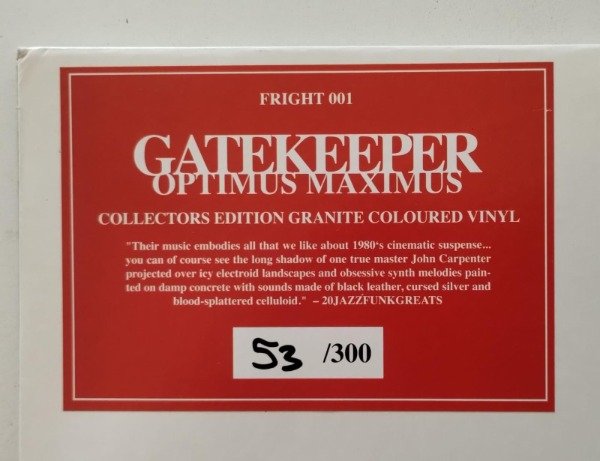 FRIGHT 001
GATEKEEPER
OPTIMUS MAXIMUS
COLLECTORS EDITION GRANITE COLOURED VINYL
"Their music embodies all that we like about 1980's cinematic suspense...
you can of course see the long shadow of one true master John Carpenter
projected over icy electroid landscapes and obsessive synth melodies pain-
ted on damp concrete with sounds made of black leather, cursed silver and
blood-splattered celluloid." – 20JAZZFUNKGREATS
53 /300